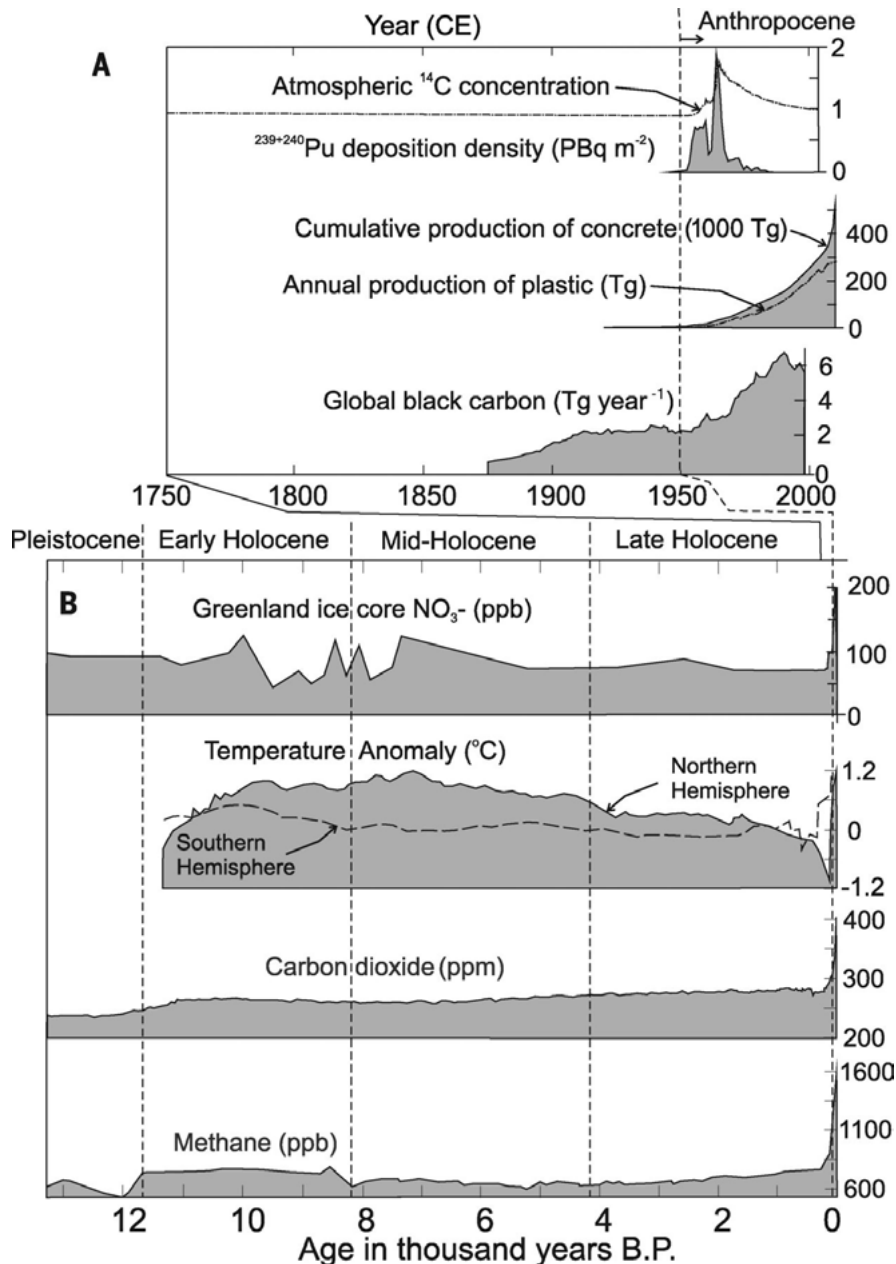 Year (CE)
Anthropocene
A
2
Atmospheric ¹⁴C concentration
1
²³⁹⁺²⁴⁰Pu deposition density (PBq m⁻²)
0
Cumulative production of concrete (1000 Tg)
400
Annual production of plastic (Tg)
200
0
6
Global black carbon (Tg year⁻¹)
4
2
0
1750 1800 1850 1900 1950 2000
Pleistocene Early Holocene Mid-Holocene Late Holocene
B
200
Greenland ice core NO₃- (ppb)
100
0
Temperature Anomaly (°C)
Northern
Hemisphere
1.2
0
Southern
Hemisphere
-1.2
400
Carbon dioxide (ppm)
300
200
1600
1100
Methane (ppb)
600
12 10 8 6 4 2 0
Age in thousand years B.P.